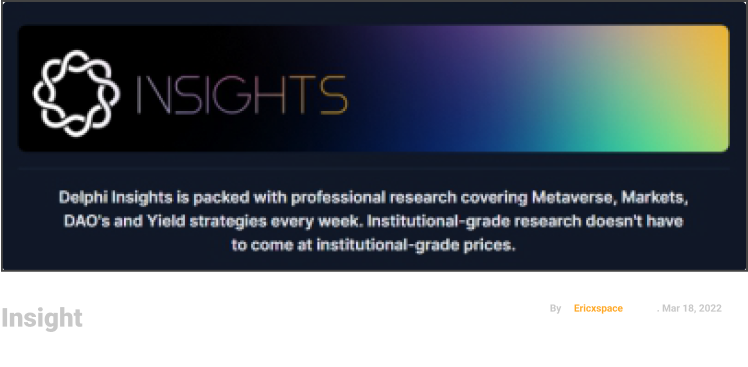 INSIGHTS
Delphi Insights is packed with professional research covering Metaverse, Markets,
DAO's and Yield strategies every week. Institutional-grade research doesn't have
to come at institutional-grade prices.
Insight
By Ericxspace . Mar 18, 2022